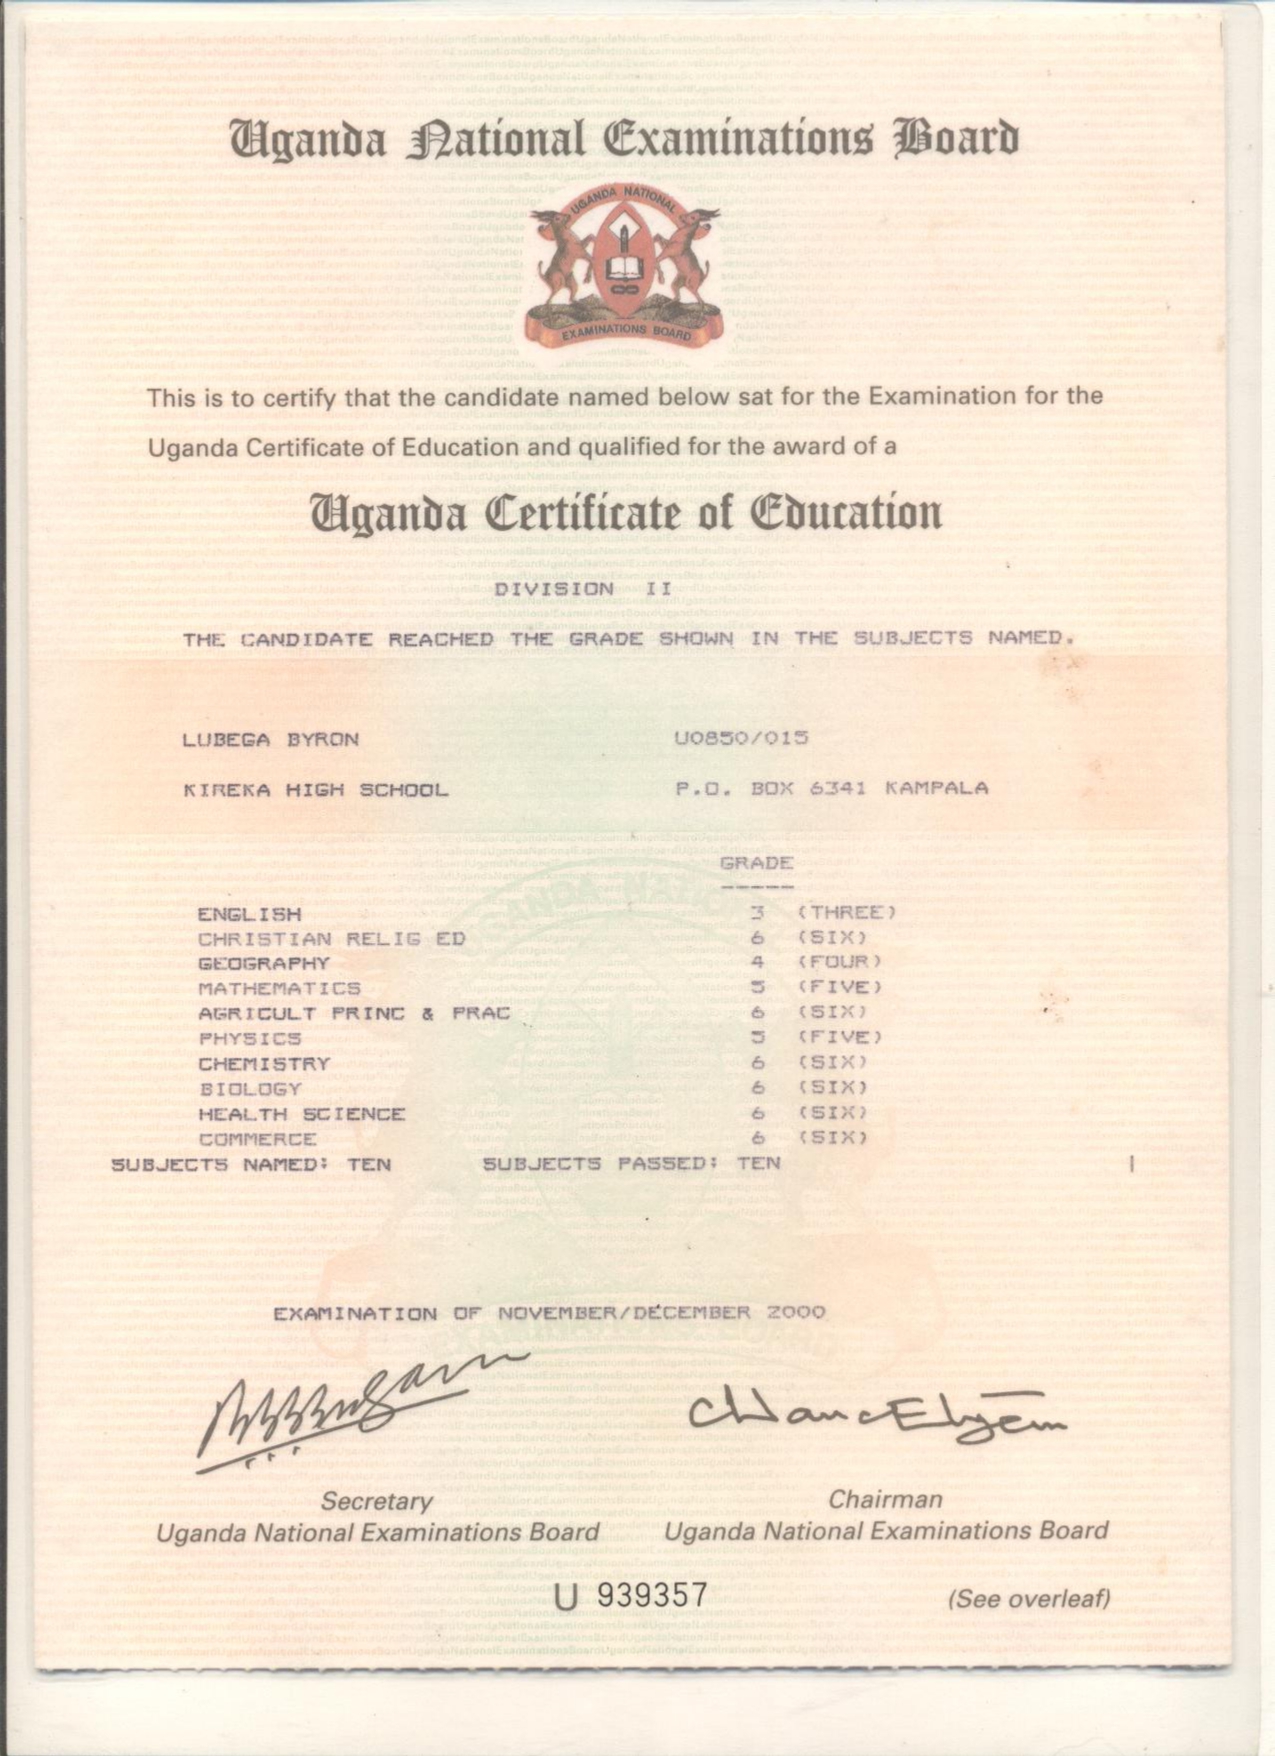 Uganda National Examinations Board
UGANDA NATIONAL
EXAMINATIONS BOARD
This is to certify that the candidate named below sat for the Examination for the
Uganda Certificate of Education and qualified for the award of a
Uganda Certificate of Education
DIVISION II
THE CANDIDATE REACHED THE GRADE SHOWN IN THE SUBJECTS NAMED.
LUBEGA BYRON U0850/015
KIREKA HIGH SCHOOL P.O. BOX 6341 KAMPALA
GRADE
-----
ENGLISH 3 (THREE)
CHRISTIAN RELIG ED 6 (SIX)
GEOGRAPHY 4 (FOUR)
MATHEMATICS 5 (FIVE)
AGRICULT PRINC & PRAC 6 (SIX)
PHYSICS 5 (FIVE)
CHEMISTRY 6 (SIX)
BIOLOGY 6 (SIX)
HEALTH SCIENCE 6 (SIX)
COMMERCE 6 (SIX)
SUBJECTS NAMED: TEN SUBJECTS PASSED: TEN
EXAMINATION OF NOVEMBER/DECEMBER 2000
Secretary Chairman
Uganda National Examinations Board Uganda National Examinations Board
U 939357 (See overleaf)